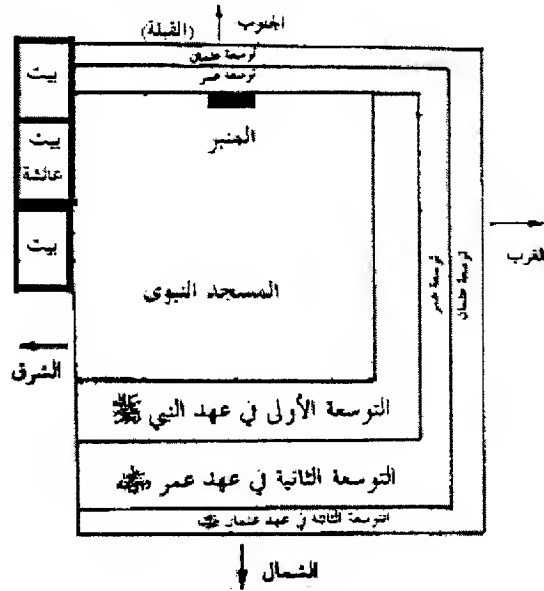 الجنوب
(القبلة)
توسعة عثمان
توسعة عمر
بيت
المنبر
بيت
عائشة
بيت
الغرب
توسعة عمر
توسعة عثمان
المسجد النبوى
الشرق
التوسعة الأولى في عهد النبي ﷺ
التوسعة الثانية في عهد عمر
التوسعة الثالثة في عهد عثمان
الشمال